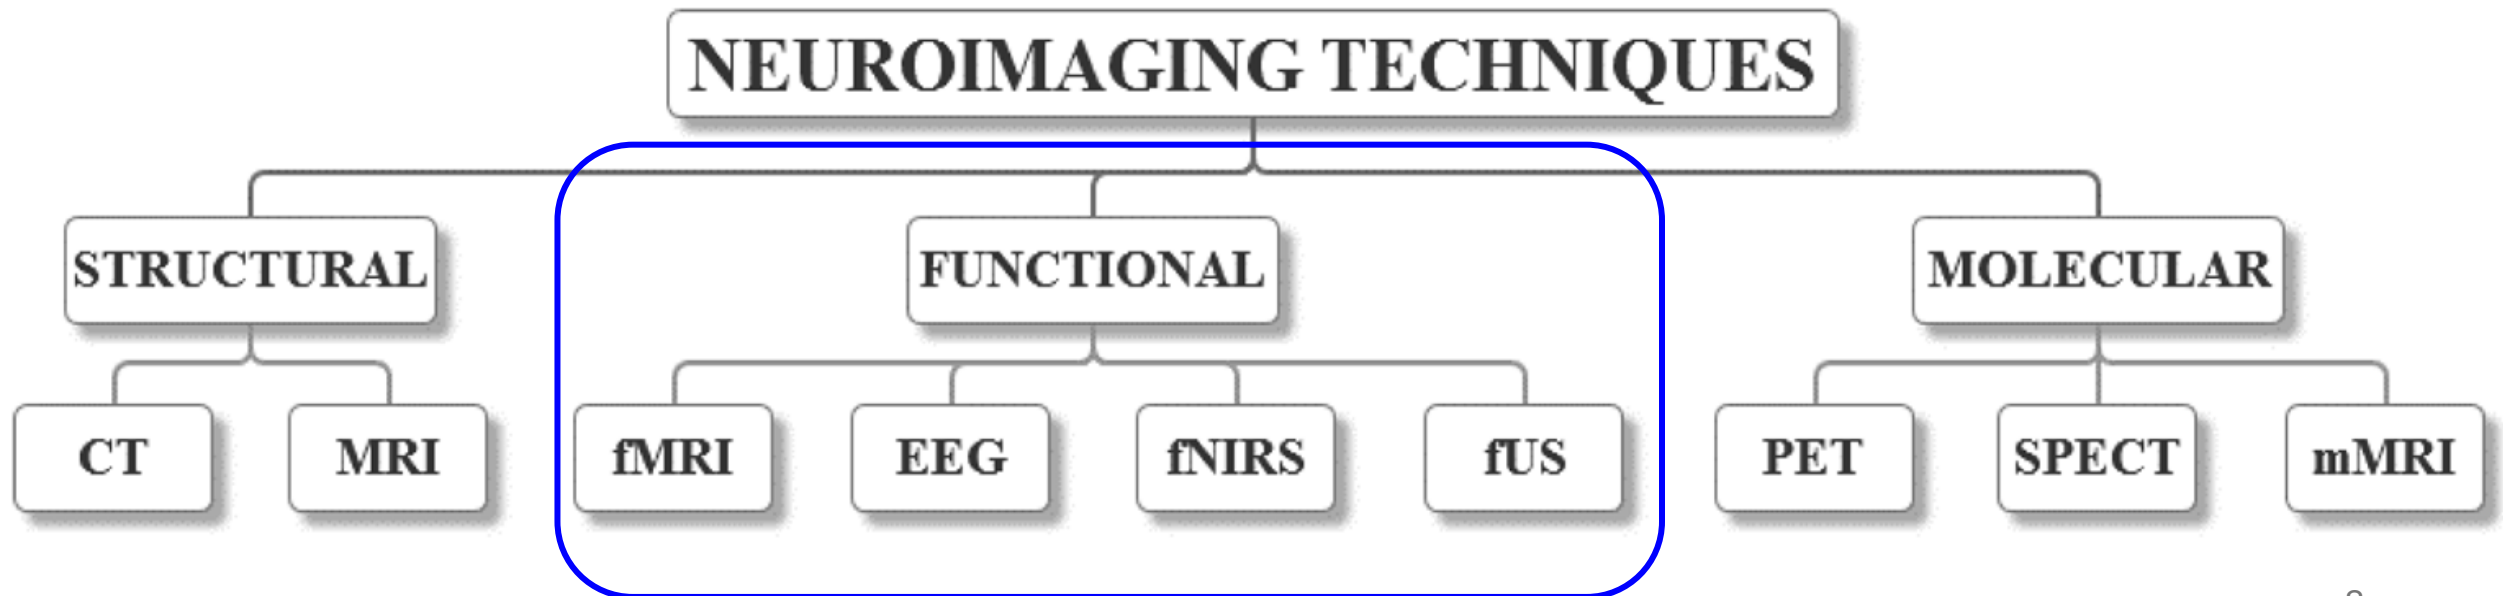 NEUROIMAGING TECHNIQUES
STRUCTURAL
FUNCTIONAL
MOLECULAR
CT
MRI
fMRI
EEG
fNIRS
fUS
PET
SPECT
mMRI